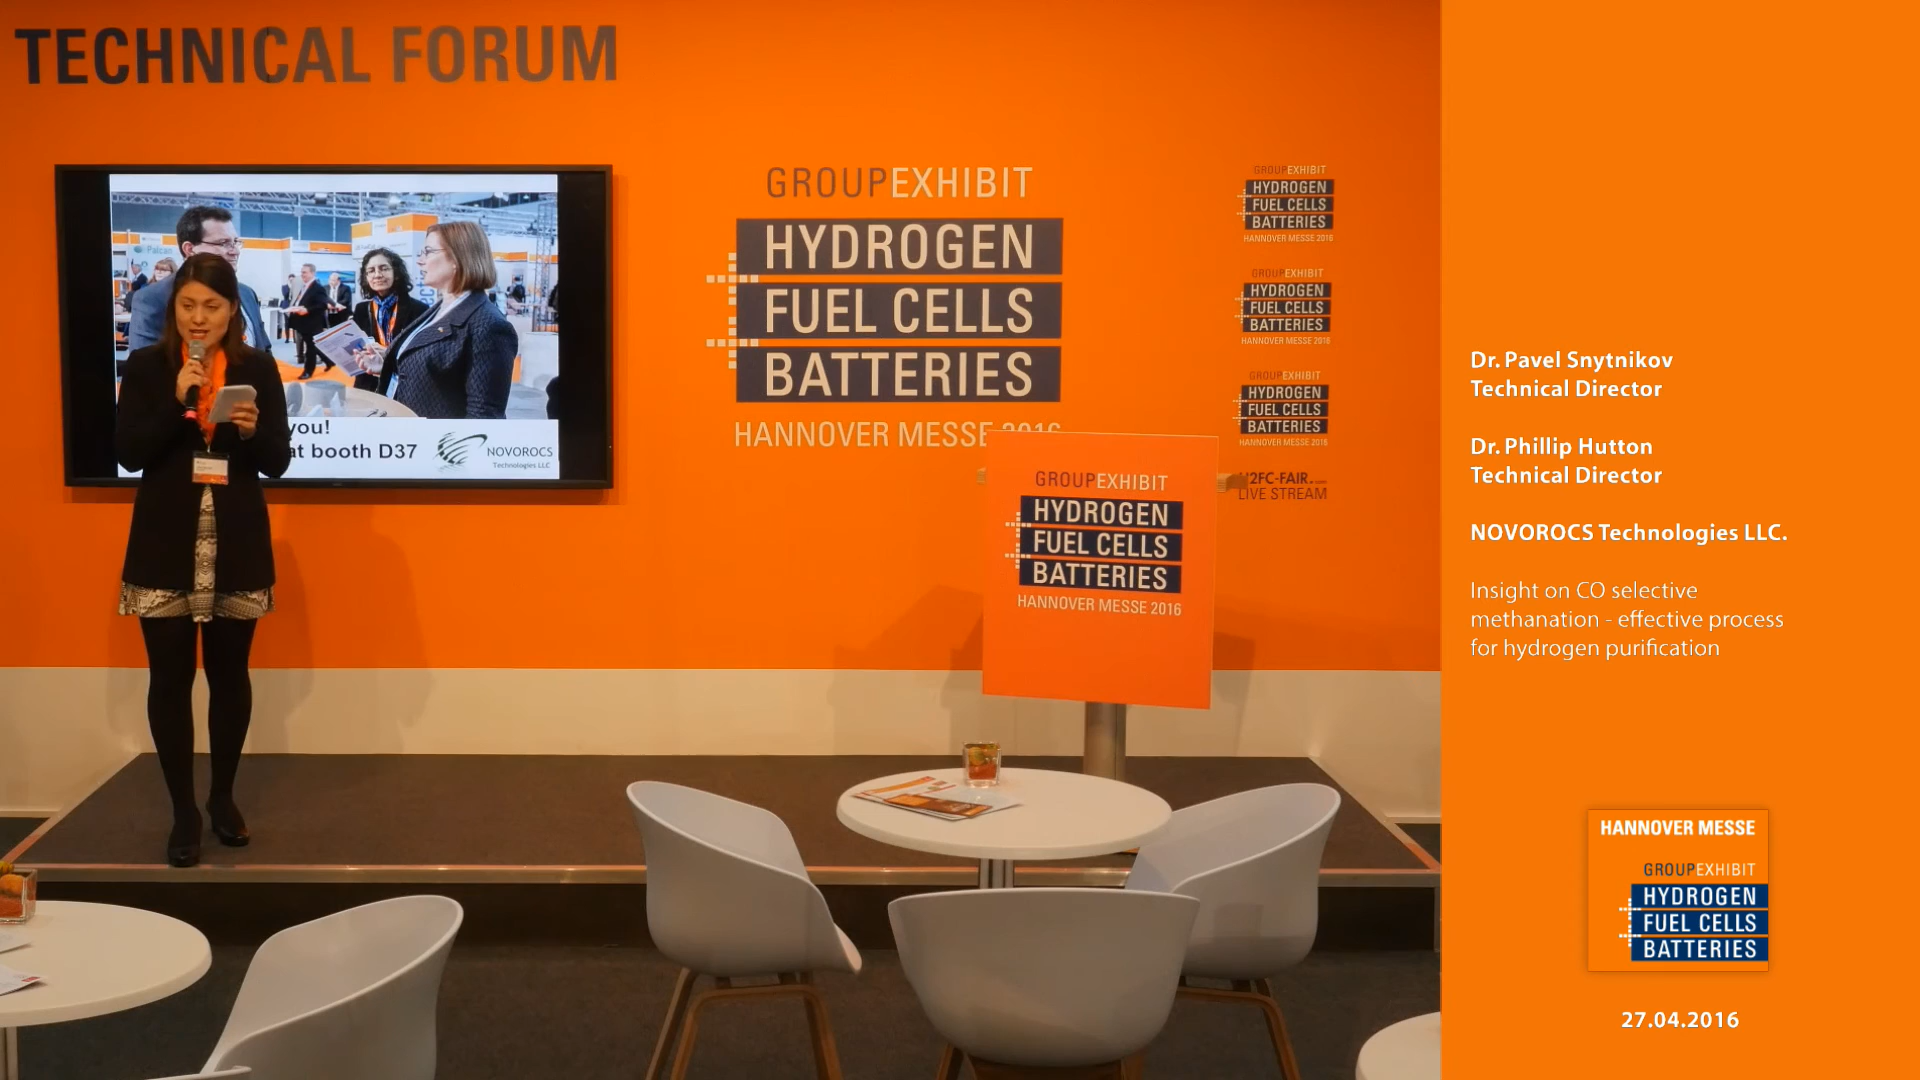 TECHNICAL FORUM
you!
at booth D37
NOVOROCS
Technologies LLC
GROUPEXHIBIT
HYDROGEN
FUEL CELLS
BATTERIES
HANNOVER MESSE 2016
GROUPEXHIBIT
HYDROGEN
FUEL CELLS
BATTERIES
HANNOVER MESSE 2016
GROUPEXHIBIT
HYDROGEN
FUEL CELLS
BATTERIES
HANNOVER MESSE 2016
GROUPEXHIBIT
HYDROGEN
FUEL CELLS
BATTERIES
HANNOVER MESSE 2016
H2FC-FAIR.com
LIVE STREAM
GROUPEXHIBIT
HYDROGEN
FUEL CELLS
BATTERIES
HANNOVER MESSE 2016
Dr. Pavel Snytnikov
Technical Director
Dr. Phillip Hutton
Technical Director
NOVOROCS Technologies LLC.
Insight on CO selective
methanation - effective process
for hydrogen purification
HANNOVER MESSE
GROUPEXHIBIT
HYDROGEN
FUEL CELLS
BATTERIES
27.04.2016